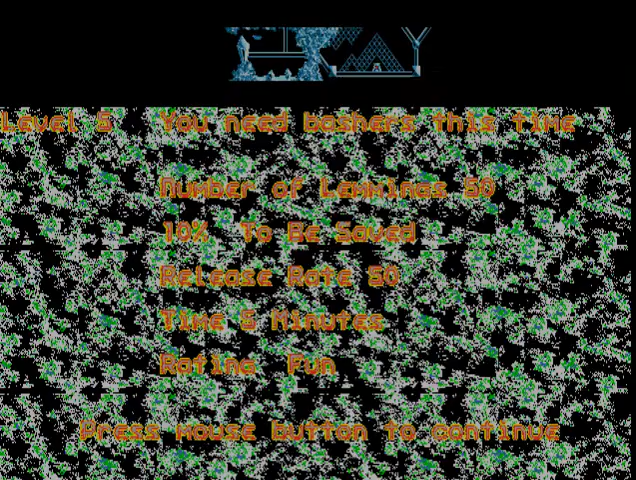 Level 5 You need bashers this time
Number of Lemmings 50
10% To Be Saved
Release Rate 50
Time 5 Minutes
Rating Fun
Press mouse button to continue